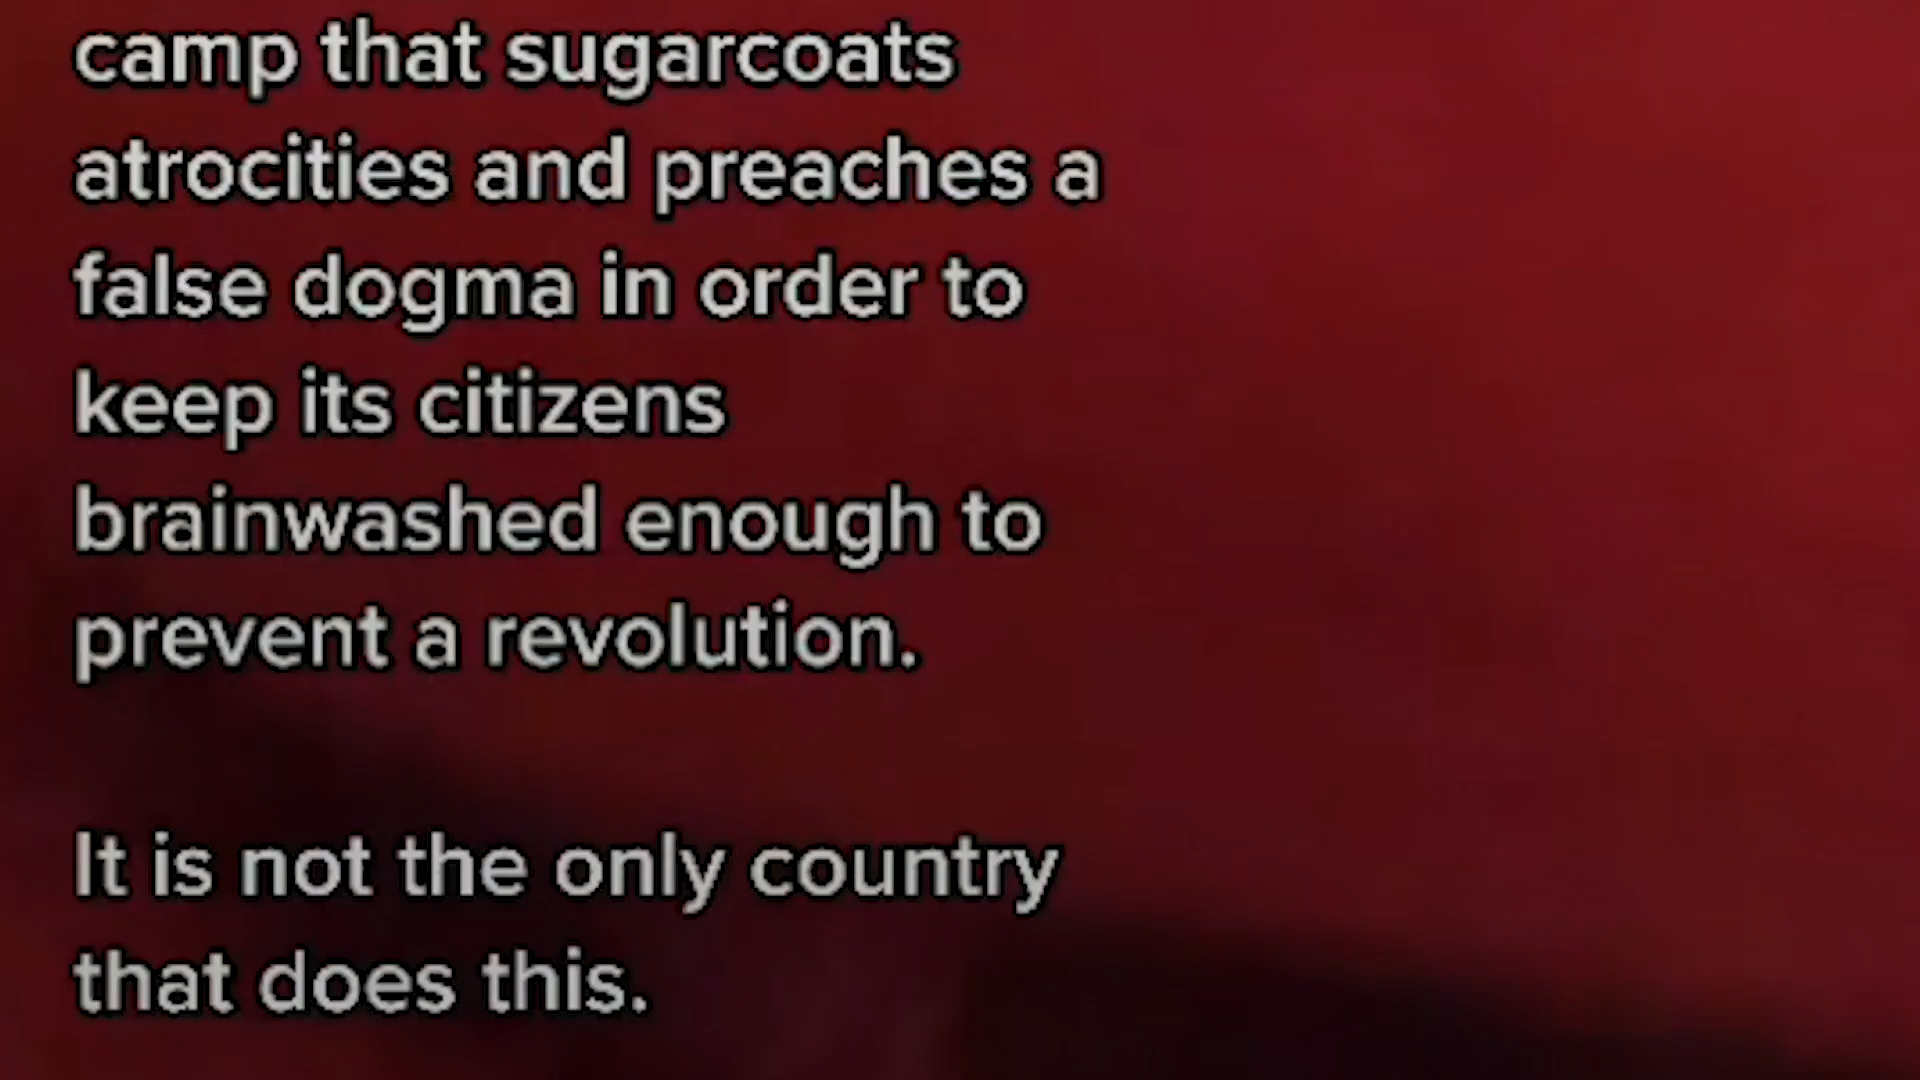 camp that sugarcoats
atrocities and preaches a
false dogma in order to
keep its citizens
brainwashed enough to
prevent a revolution.
It is not the only country
that does this.